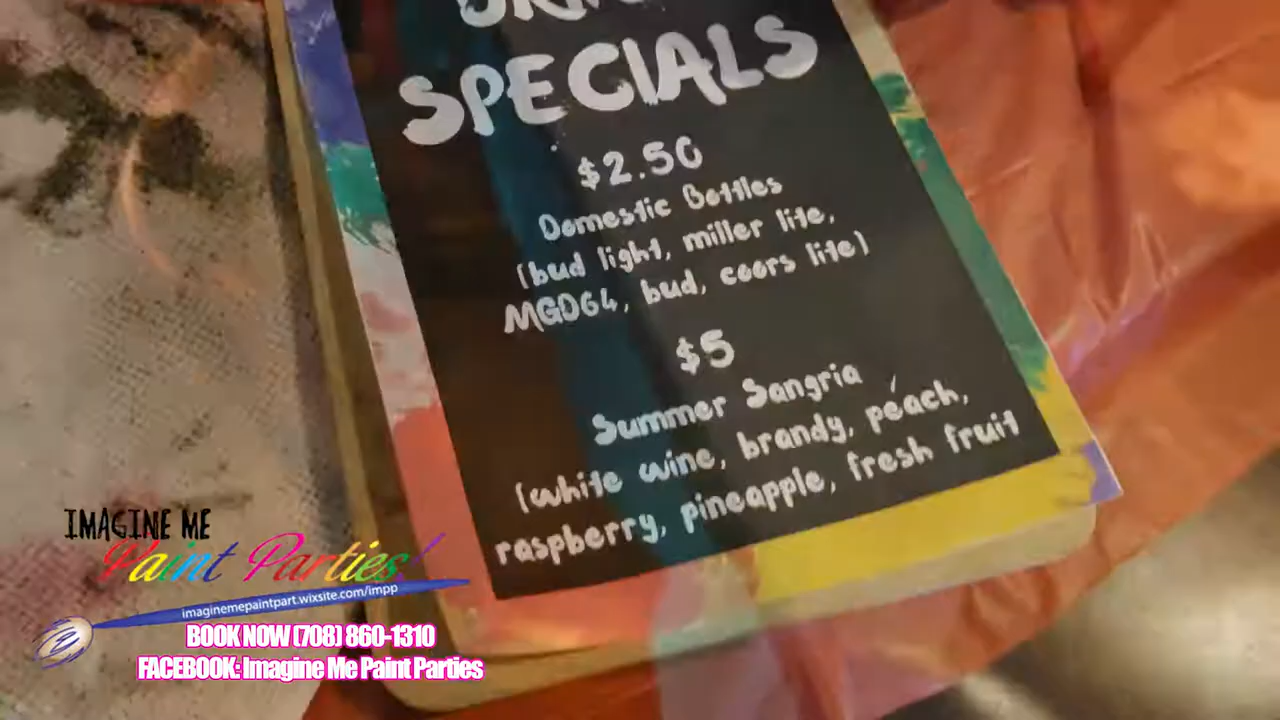 SPECIALS
$2.50
Domestic Bottles
(bud light, miller lite,
MGD64, bud, coors lite)
$5
Summer Sangria
(white wine, brandy, peach,
raspberry, pineapple, fresh fruit
IMAGINE ME
Paint Parties!
imaginemepaintpart.wixsite.com/impp
BOOK NOW (708) 860-1310
FACEBOOK: Imagine Me Paint Parties